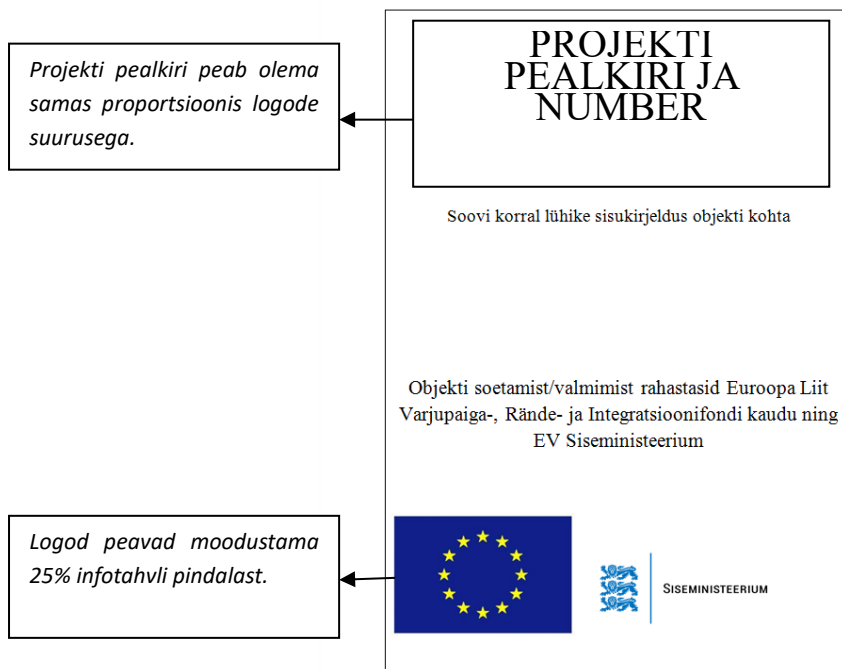 PROJEKTI
PEALKIRI JA
NUMBER
Projekti pealkiri peab olema
samas proportsioonis logode
suurusega.
Soovi korral lühike sisukirjeldus objekti kohta
Objekti soetamist/valmimist rahastasid Euroopa Liit
Varjupaiga-, Rände- ja Integratsioonifondi kaudu ning
EV Siseministeerium
Logod peavad moodustama
25% infotahvli pindalast.
SISEMINISTEERIUM